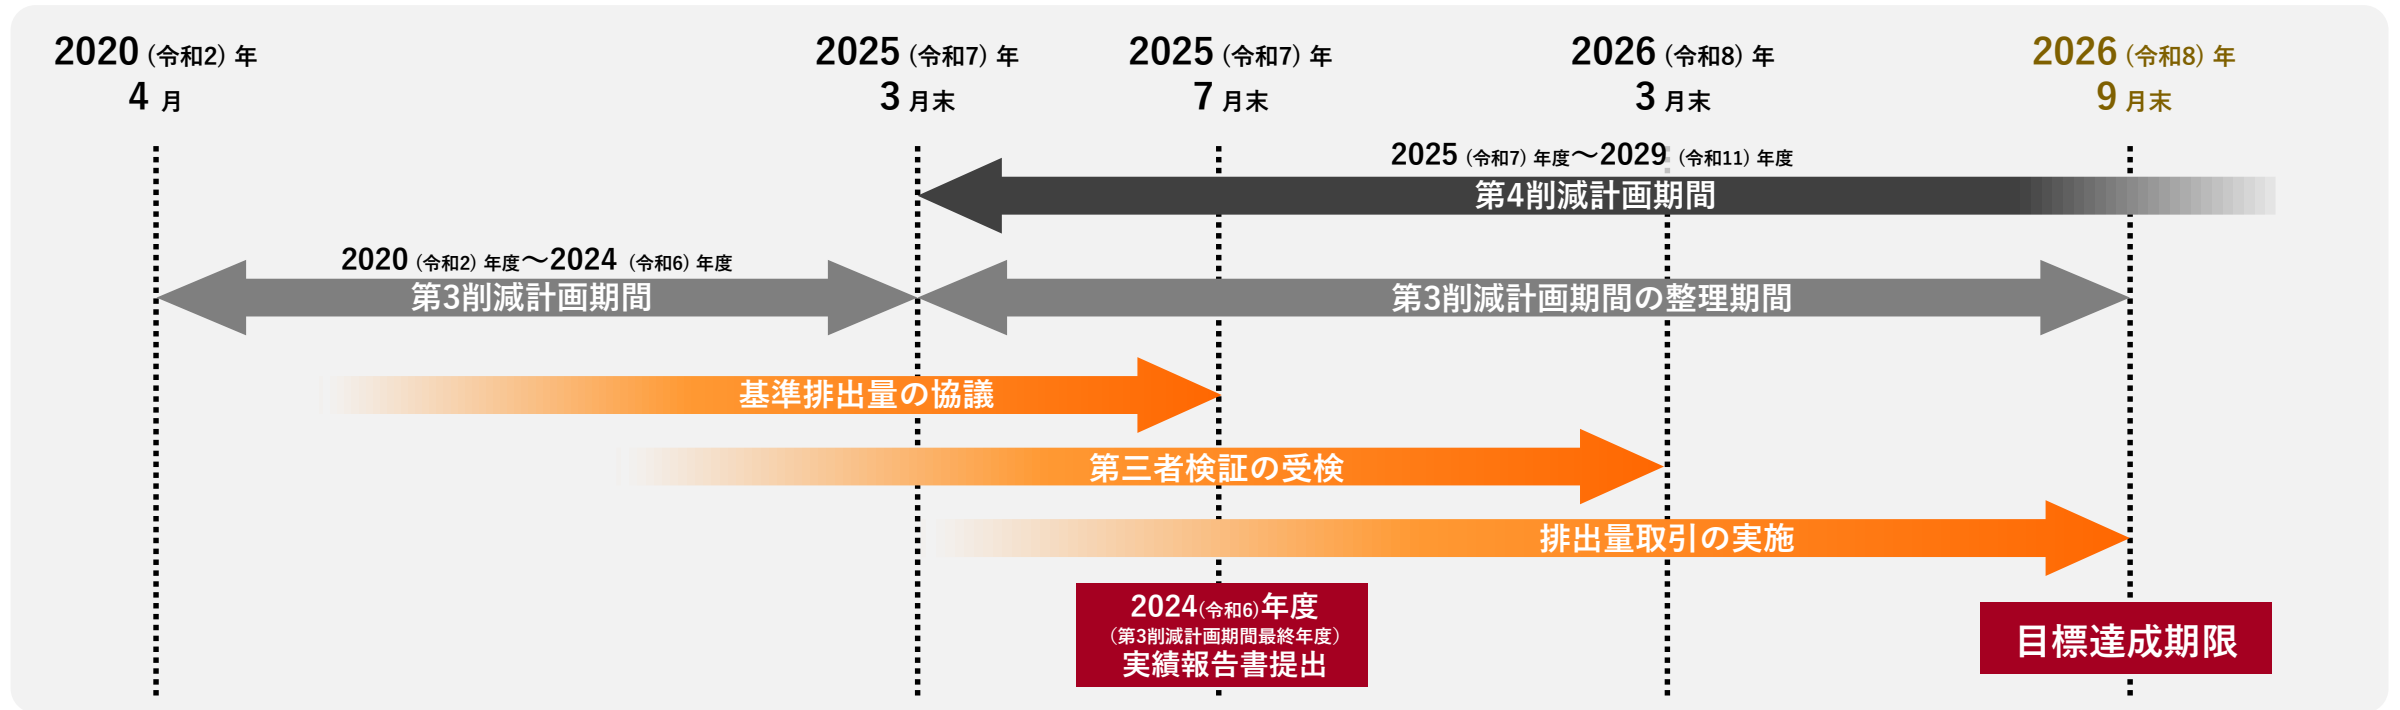 2020 (令和2) 年
4 月
2025 (令和7) 年
3 月末
2025 (令和7) 年
7 月末
2026 (令和8) 年
3 月末
2026 (令和8) 年
9 月末
2025 (令和7) 年度～2029 (令和11) 年度
第4削減計画期間
2020 (令和2) 年度～2024 (令和6) 年度
第3削減計画期間
第3削減計画期間の整理期間
基準排出量の協議
第三者検証の受検
排出量取引の実施
2024(令和6)年度
（第3削減計画期間最終年度）
実績報告書提出
目標達成期限